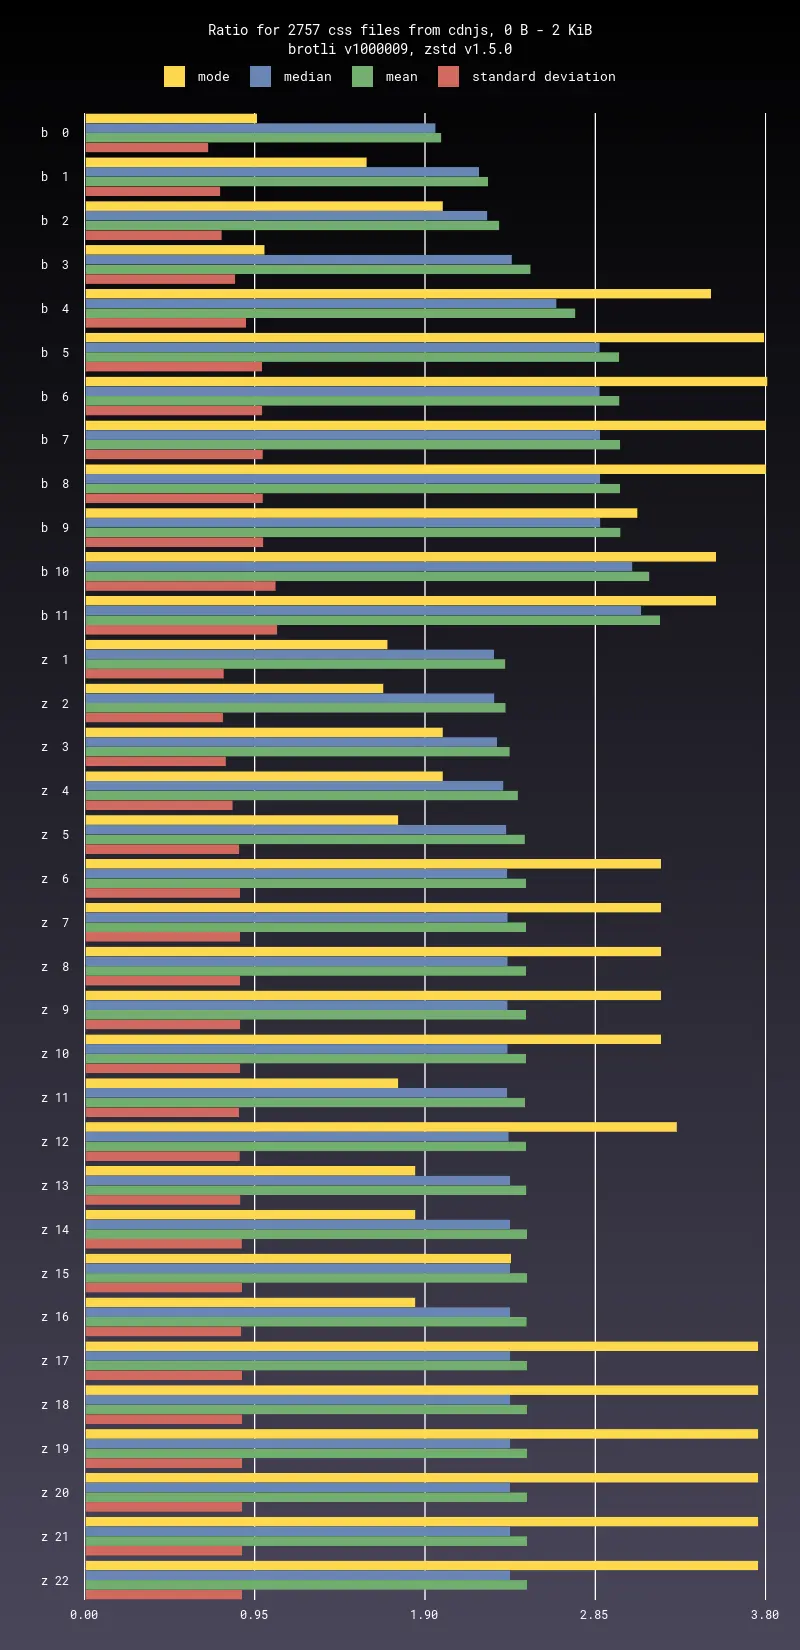 Ratio for 2757 css files from cdnjs, 0 B - 2 KiB
brotli v1000009, zstd v1.5.0
mode median mean standard deviation
b 0
b 1
b 2
b 3
b 4
b 5
b 6
b 7
b 8
b 9
b 10
b 11
z 1
z 2
z 3
z 4
z 5
z 6
z 7
z 8
z 9
z 10
z 11
z 12
z 13
z 14
z 15
z 16
z 17
z 18
z 19
z 20
z 21
z 22
0.00 0.95 1.90 2.85 3.80